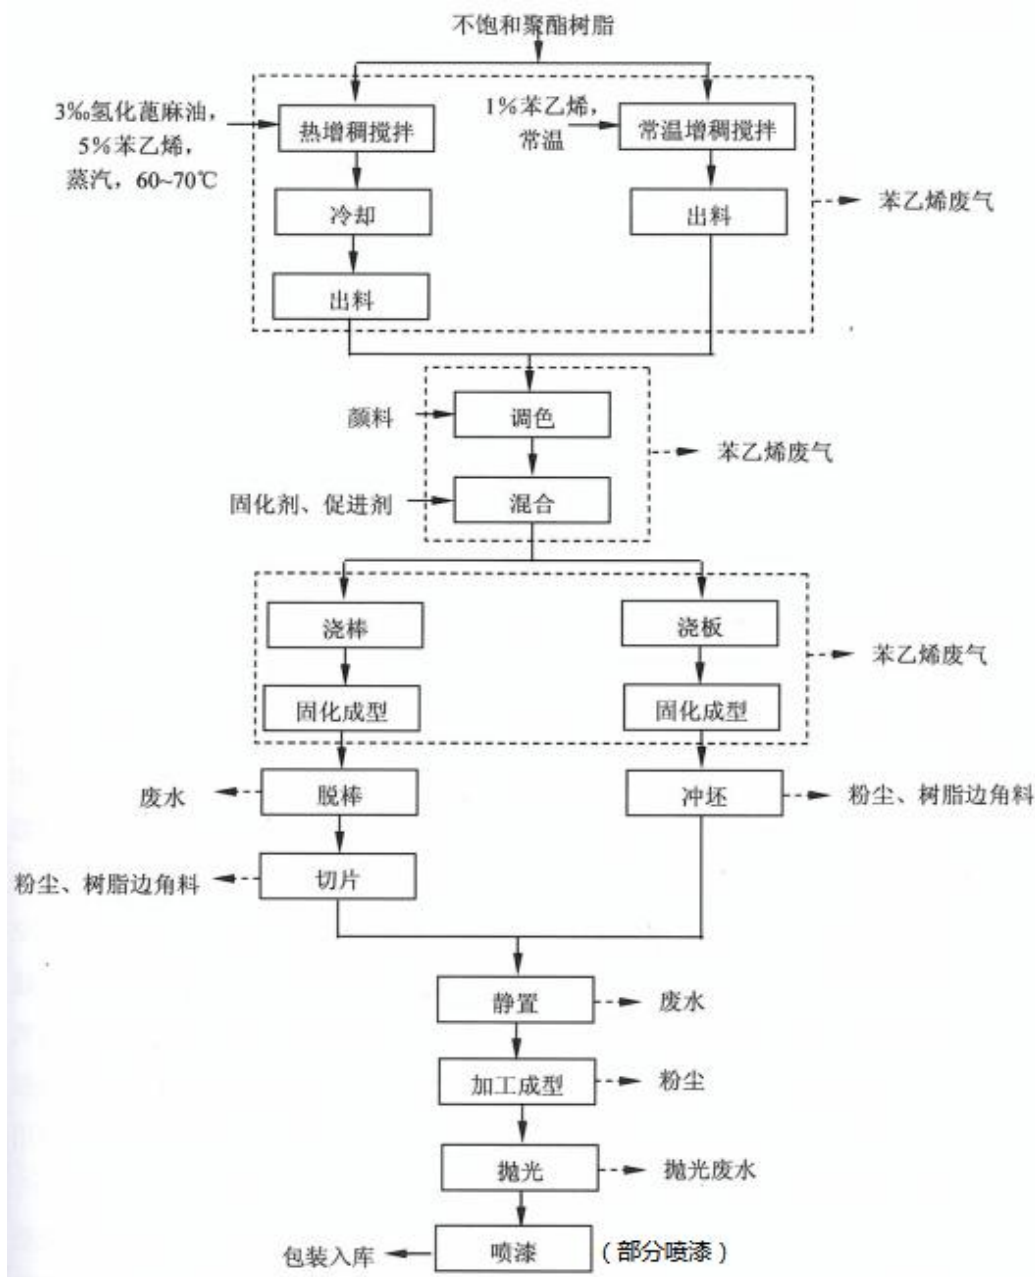 不饱和聚酯树脂
3‰氢化蓖麻油，
5%苯乙烯，
蒸汽，60~70℃
热增稠搅拌
1%苯乙烯，
常温
常温增稠搅拌
冷却
出料
苯乙烯废气
出料
颜料
调色
苯乙烯废气
固化剂、促进剂
混合
浇棒
浇板
苯乙烯废气
固化成型
固化成型
废水
脱棒
冲坯
粉尘、树脂边角料
粉尘、树脂边角料
切片
静置
废水
加工成型
粉尘
抛光
抛光废水
包装入库
喷漆
（部分喷漆）